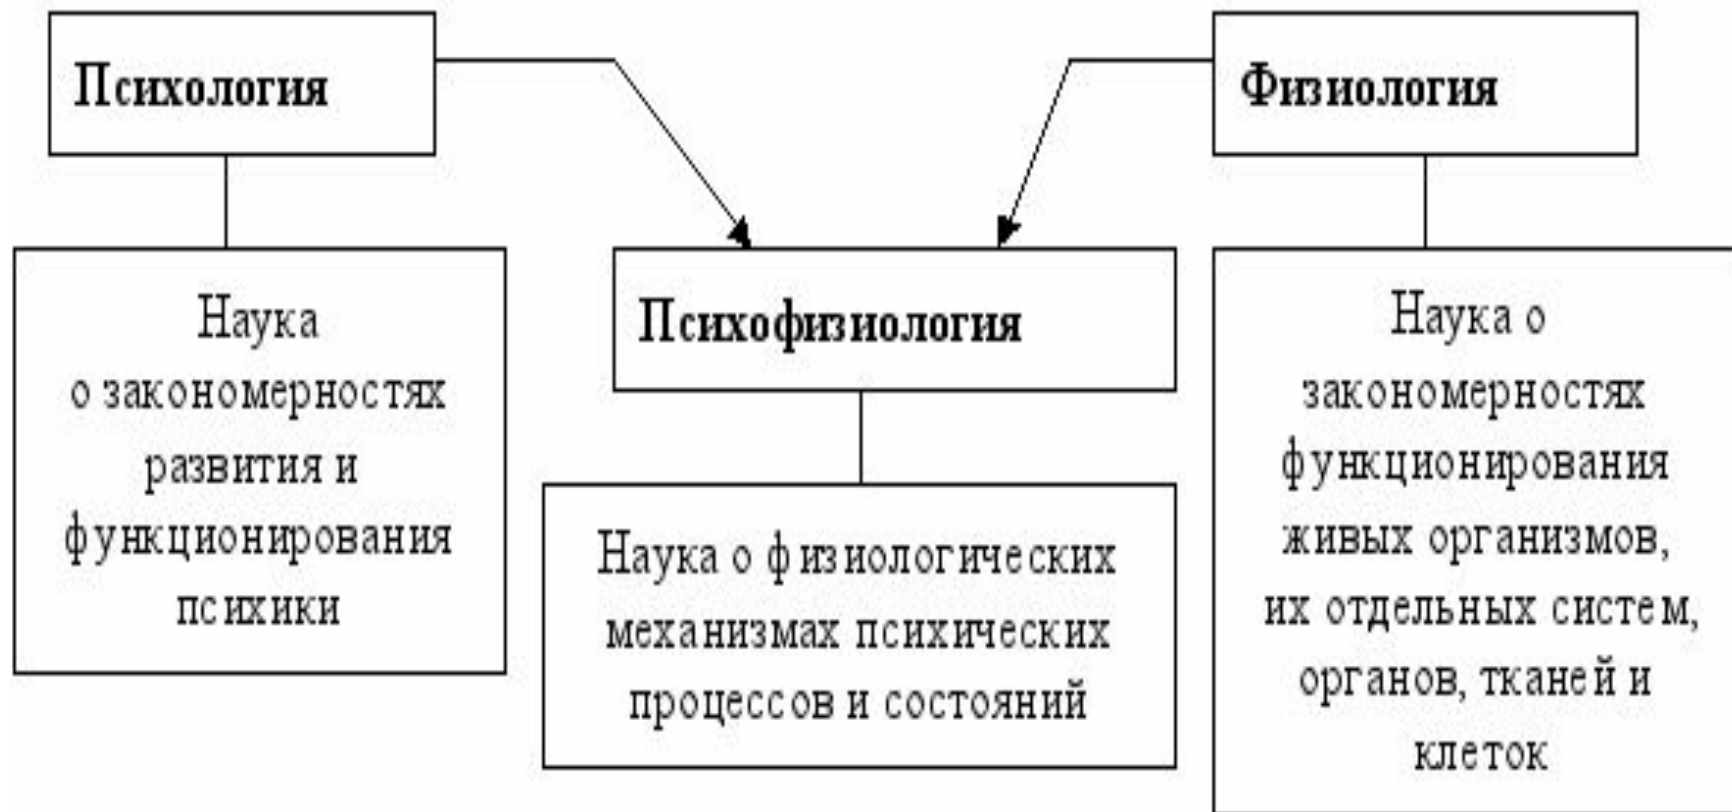 Психология
Физиология
Наука
о закономерностях
развития и
функционирования
психики
Психофизиология
Наука о физиологических
механизмах психических
процессов и состояний
Наука о
закономерностях
функционирования
живых организмов,
их отдельных систем,
органов, тканей и
клеток